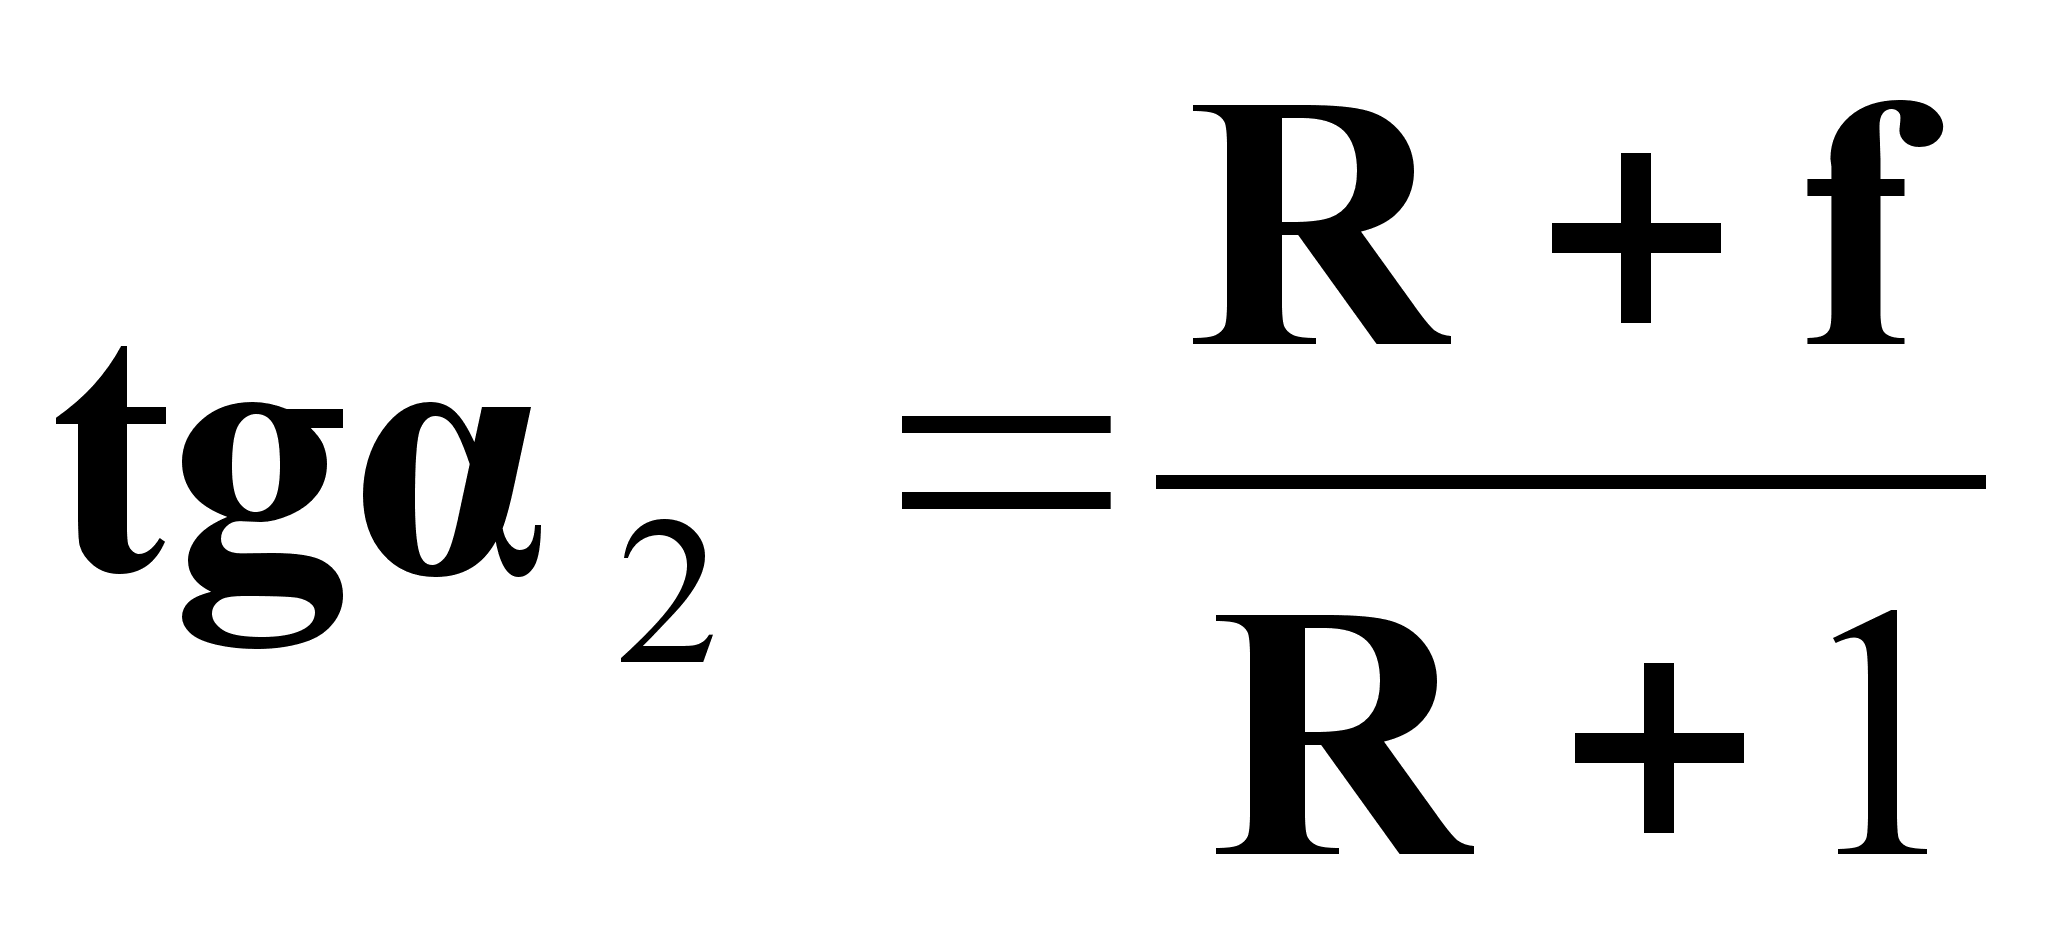 tgα₂ = (R + f) / (R + 1)